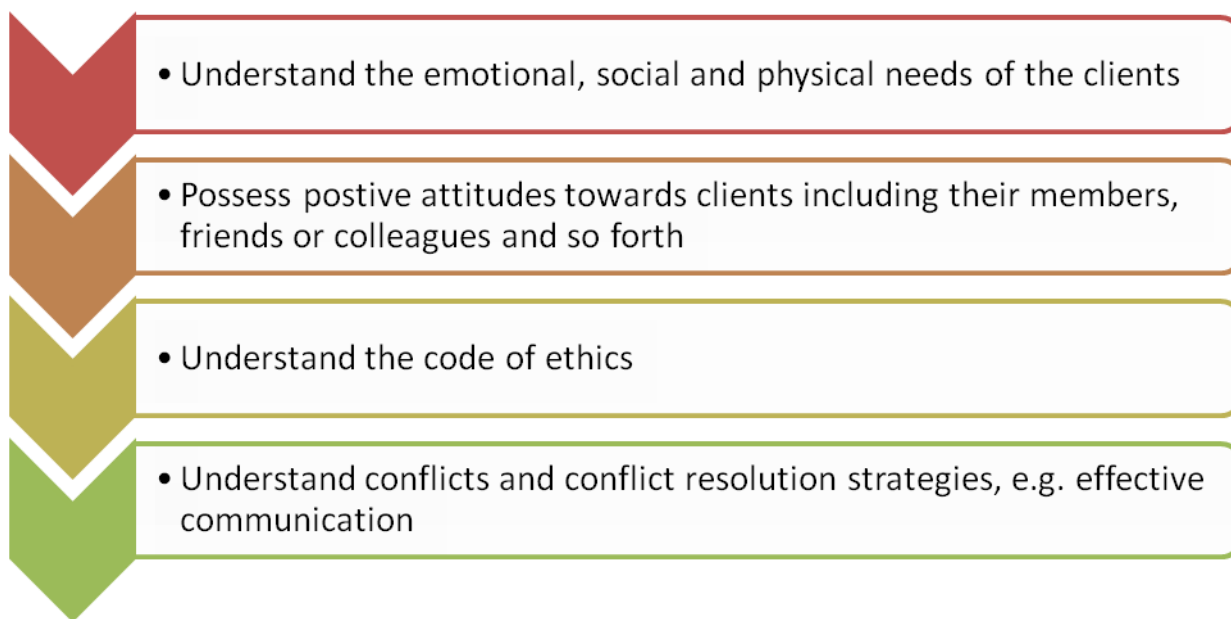 • Understand the emotional, social and physical needs of the clients
• Possess postive attitudes towards clients including their members,
friends or colleagues and so forth
• Understand the code of ethics
• Understand conflicts and conflict resolution strategies, e.g. effective
communication